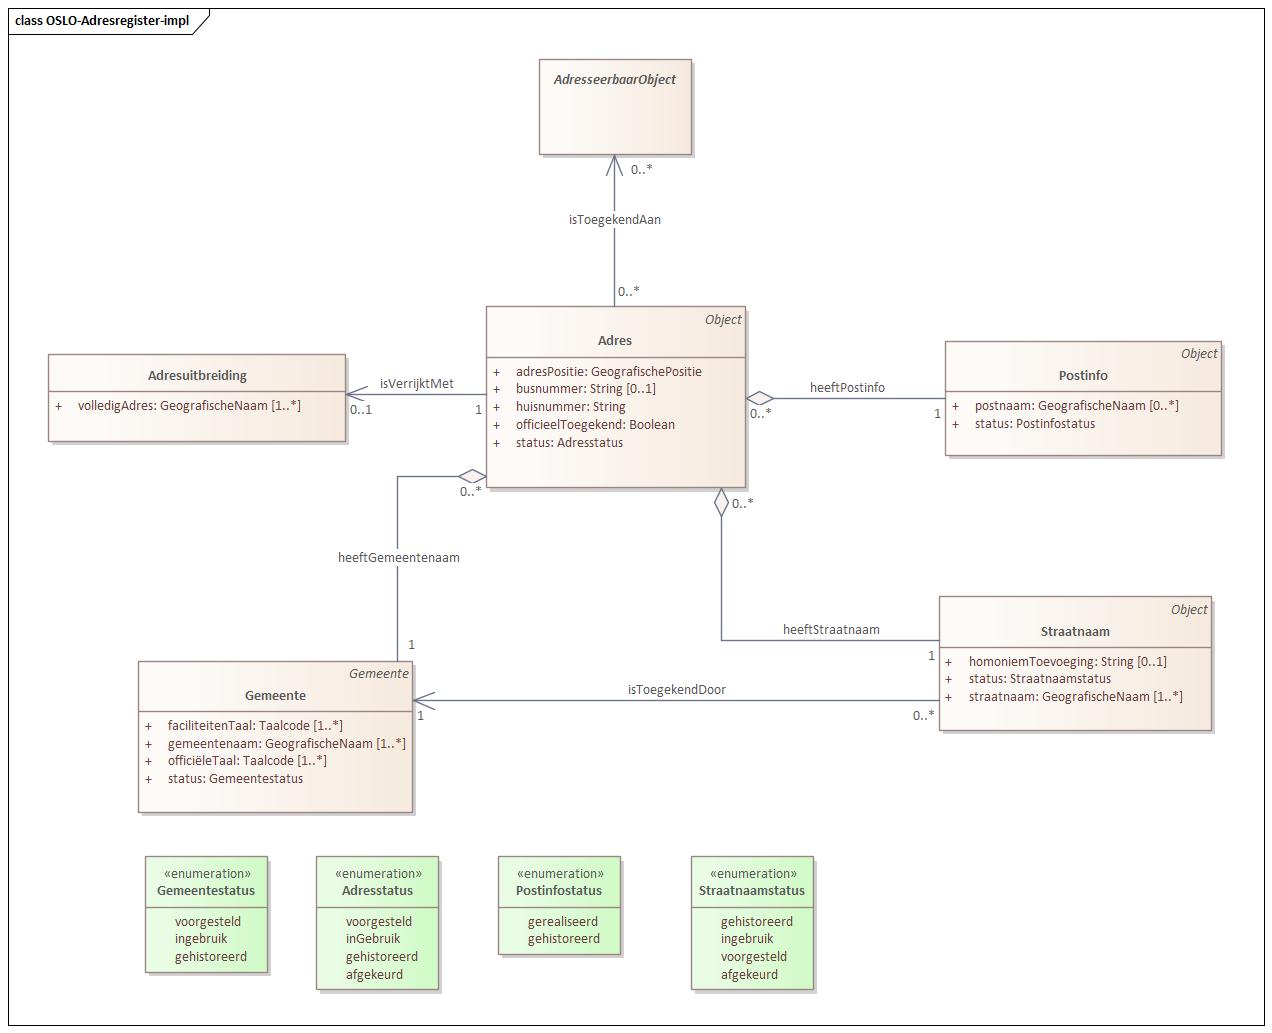 class OSLO-Adresregister-impl
AdresseerbaarObject
0..*
isToegekendAan
0..*
Object
Adres
+ adresPositie: GeografischePositie
+ busnummer: String [0..1]
+ huisnummer: String
+ officieelToegekend: Boolean
+ status: Adresstatus
Adresuitbreiding
+ volledigAdres: GeografischeNaam [1..*]
isVerrijktMet
0..1
1
Object
Postinfo
+ postnaam: GeografischeNaam [0..*]
+ status: Postinfostatus
heeftPostinfo
0..*
1
0..*
heeftGemeentenaam
1
0..*
heeftStraatnaam
1
Object
Straatnaam
+ homoniemToevoeging: String [0..1]
+ status: Straatnaamstatus
+ straatnaam: GeografischeNaam [1..*]
isToegekendDoor
1
0..*
Gemeente
Gemeente
+ faciliteitenTaal: Taalcode [1..*]
+ gemeentenaam: GeografischeNaam [1..*]
+ officiëleTaal: Taalcode [1..*]
+ status: Gemeentestatus
«enumeration»
Gemeentestatus
voorgesteld
ingebruik
gehistoreerd
«enumeration»
Adresstatus
voorgesteld
inGebruik
gehistoreerd
afgekeurd
«enumeration»
Postinfostatus
gerealiseerd
gehistoreerd
«enumeration»
Straatnaamstatus
gehistoreerd
ingebruik
voorgesteld
afgekeurd